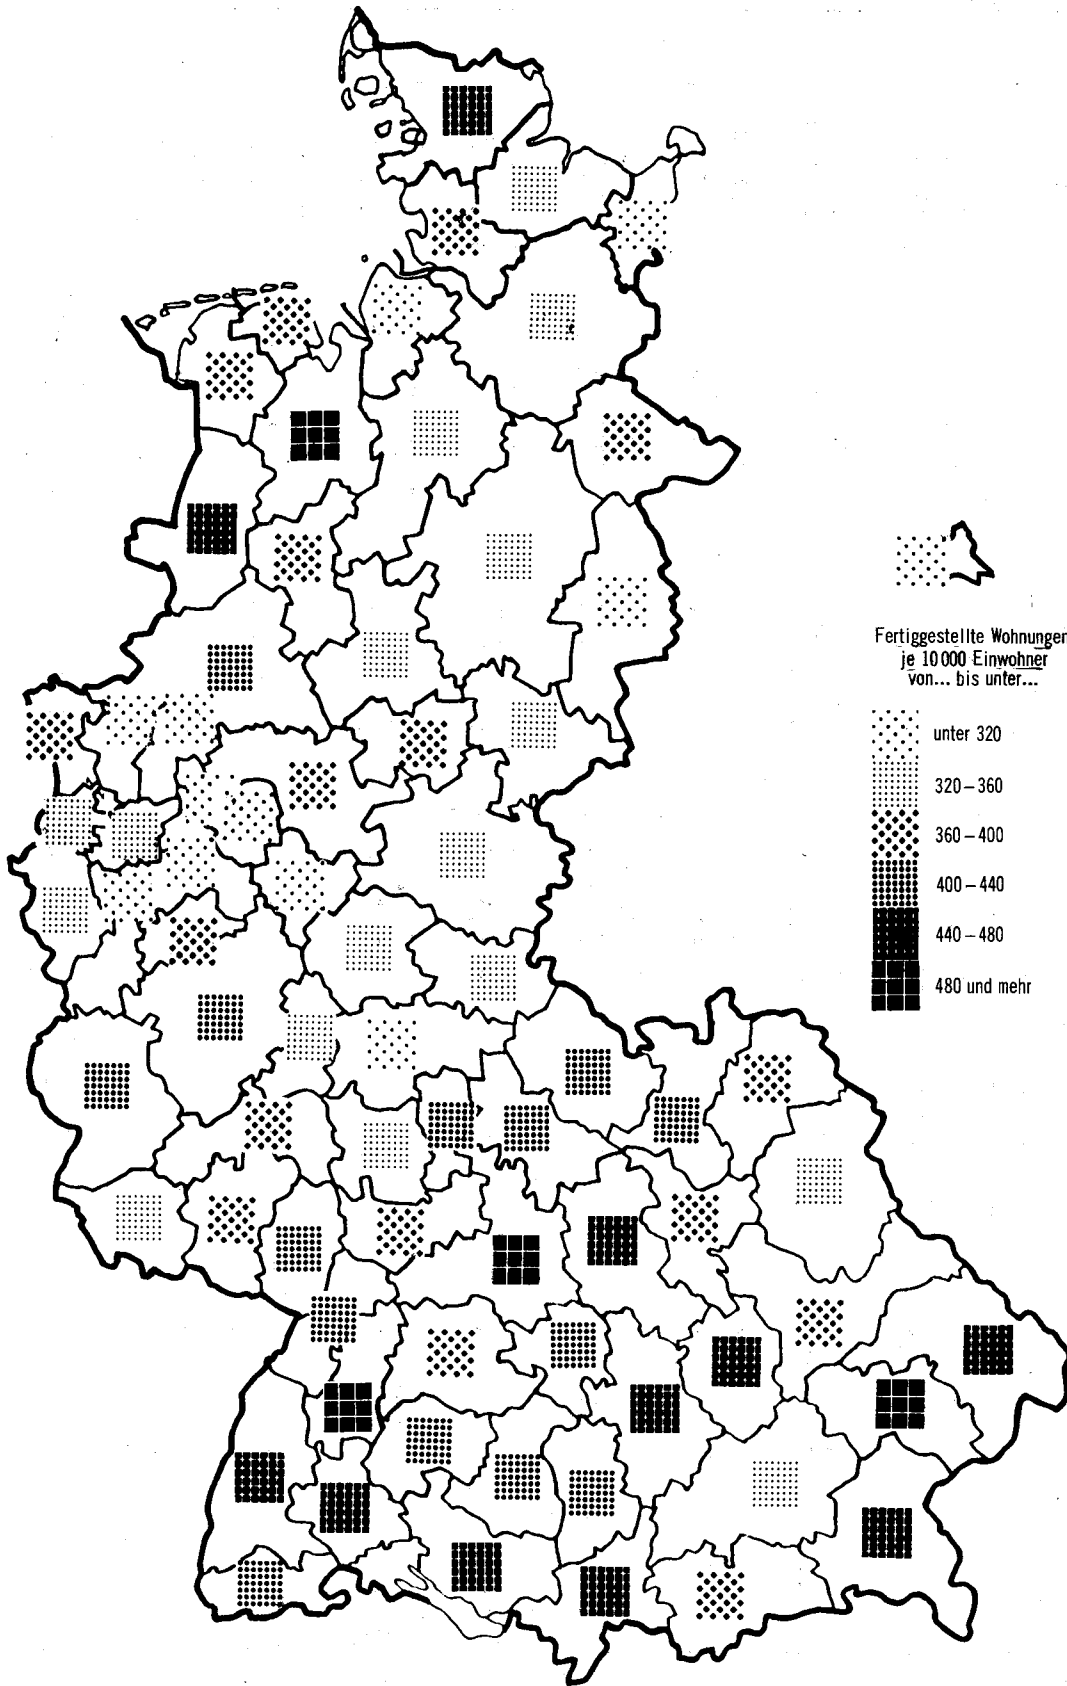 Fertiggestellte Wohnungen
je 10000 Einwohner
von... bis unter...
unter 320
320–360
360–400
400–440
440–480
480 und mehr